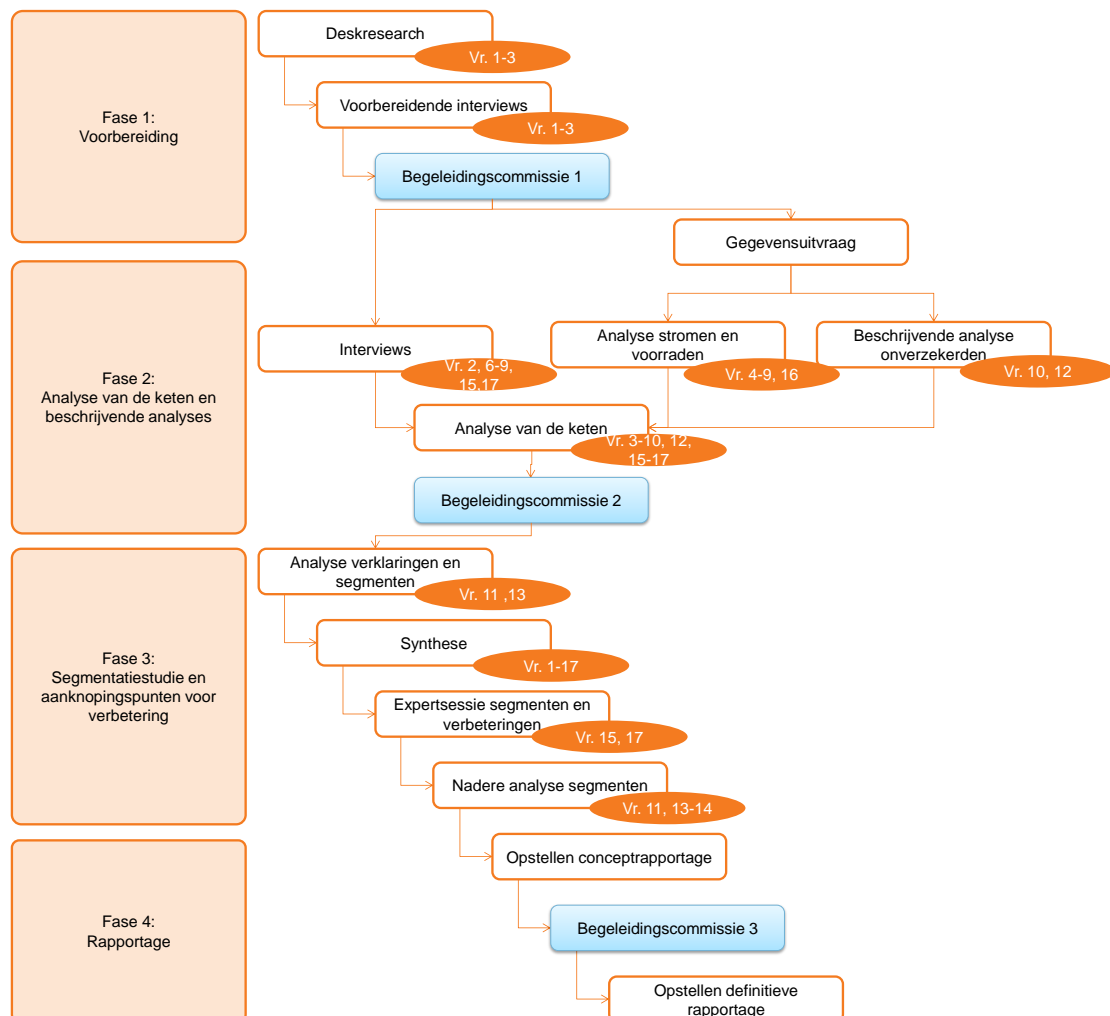 Deskresearch
Vr. 1-3
Fase 1:
Voorbereiding
Voorbereidende interviews
Vr. 1-3
Begeleidingscommissie 1
Gegevensuitvraag
Fase 2:
Analyse van de keten en
beschrijvende analyses
Interviews
Vr. 2, 6-9,
15,17
Analyse stromen en
voorraden
Vr. 4-9, 16
Beschrijvende analyse
onverzekerden
Vr. 10, 12
Analyse van de keten
Vr. 3-10, 12,
15-17
Begeleidingscommissie 2
Fase 3:
Segmentatiestudie en
aanknopingspunten voor
verbetering
Analyse verklaringen en
segmenten
Vr. 11 ,13
Synthese
Vr. 1-17
Expertsessie segmenten en
verbeteringen
Vr. 15, 17
Nadere analyse segmenten
Vr. 11, 13-14
Fase 4:
Rapportage
Opstellen conceptrapportage
Begeleidingscommissie 3
Opstellen definitieve
rapportage